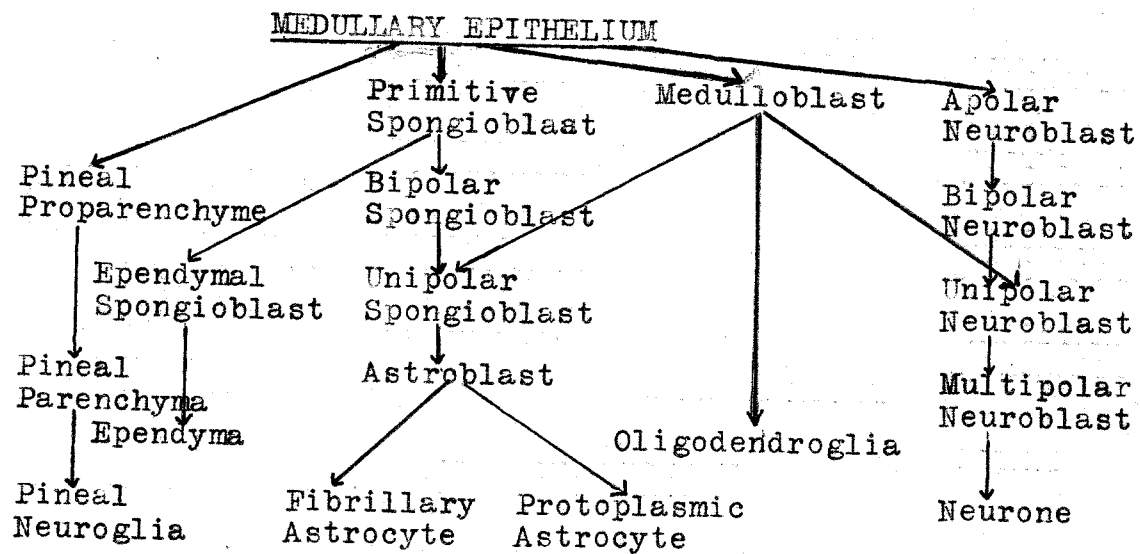 MEDULLARY EPITHELIUM
Primitive
Spongioblaat
Medulloblast
Apolar
Neuroblast
Pineal
Proparenchyme
Bipolar
Spongioblast
Bipolar
Neuroblast
Ependymal
Spongioblast
Unipolar
Spongioblast
Unipolar
Neuroblast
Pineal
Parenchyma
Ependyma
Astroblast
Oligodendroglia
Multipolar
Neuroblast
Pineal
Neuroglia
Fibrillary
Astrocyte
Protoplasmic
Astrocyte
Neurone